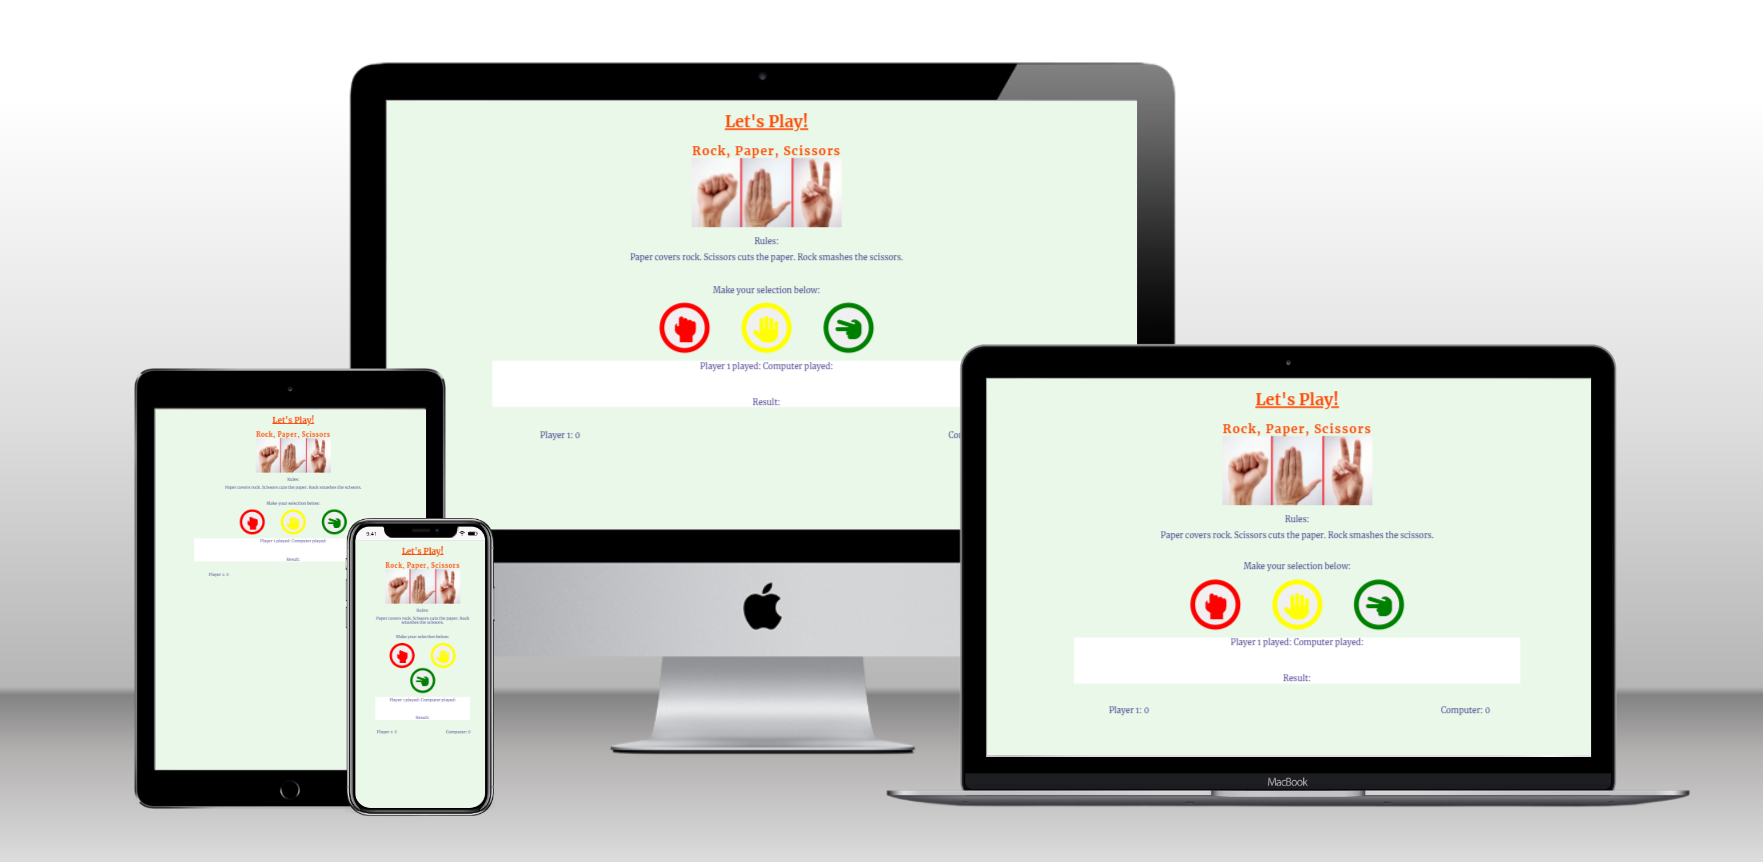 Let's Play!
Rock, Paper, Scissors
Rules:
Paper covers rock. Scissors cuts the paper. Rock smashes the scissors.
Make your selection below:
Player 1 played: Computer played:
Result:
Player 1: 0
Co
Let's Play!
Rock, Paper, Scissors
Rules:
Paper covers rock. Scissors cuts the paper. Rock smashes the scissors.
Make your selection below:
Player 1 played: Computer played:
Result:
Player 1: 0
9:41
Let's Play!
Rock, Paper, Scissors
Rules:
Paper covers rock. Scissors cuts the paper. Rock
smashes the scissors.
Make your selection below:
Player 1 played: Computer played:
Result:
Player 1: 0 Computer: 0
Let's Play!
Rock, Paper, Scissors
Rules:
Paper covers rock. Scissors cuts the paper. Rock smashes the scissors.
Make your selection below:
Player 1 played: Computer played:
Result:
Player 1: 0 Computer: 0
MacBook